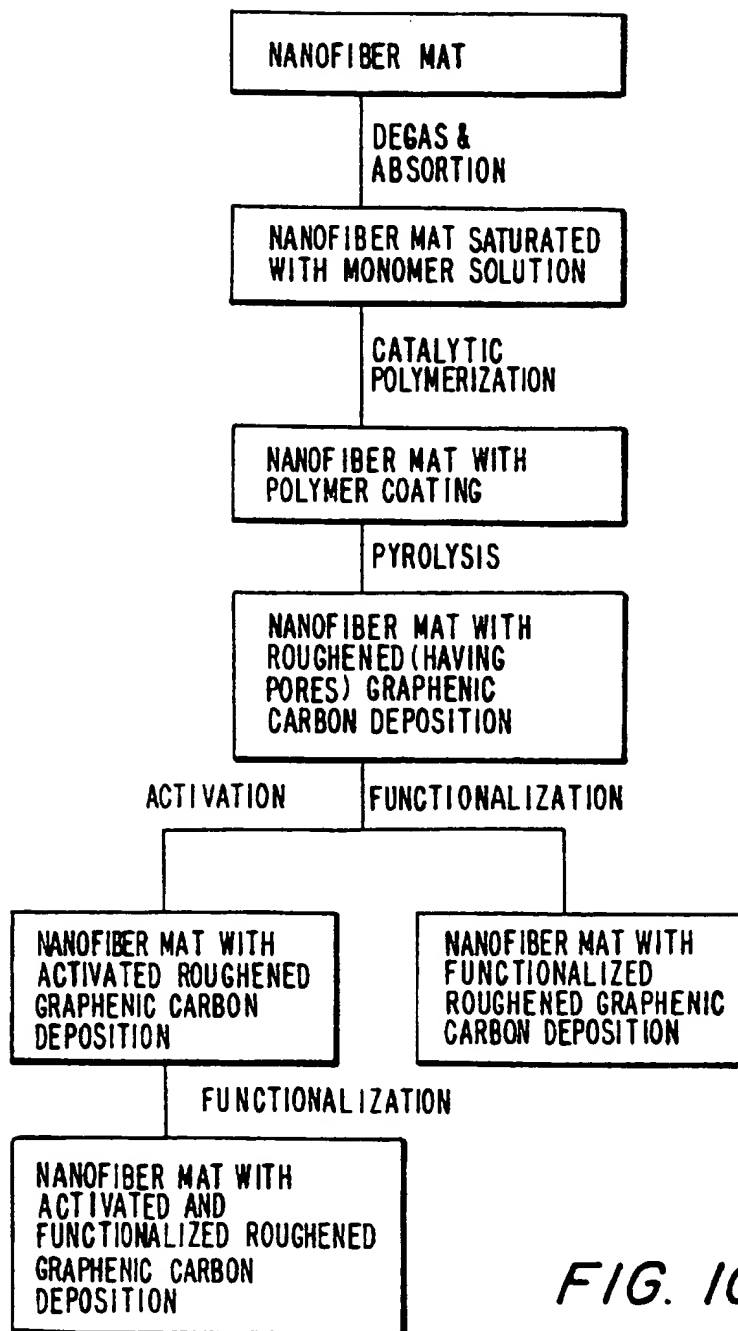 NANOFIBER MAT
DEGAS &
ABSORTION
NANOFIBER MAT SATURATED
WITH MONOMER SOLUTION
CATALYTIC
POLYMERIZATION
NANOFIBER MAT WITH
POLYMER COATING
PYROLYSIS
NANOFIBER MAT WITH
ROUGHENED (HAVING
PORES) GRAPHENIC
CARBON DEPOSITION
ACTIVATION
FUNCTIONALIZATION
NANOFIBER MAT WITH
ACTIVATED ROUGHENED
GRAPHENIC CARBON
DEPOSITION
NANOFIBER MAT WITH
FUNCTIONALIZED
ROUGHENED GRAPHENIC
CARBON DEPOSITION
FUNCTIONALIZATION
NANOFIBER MAT WITH
ACTIVATED AND
FUNCTIONALIZED ROUGHENED
GRAPHENIC CARBON
DEPOSITION
FIG.